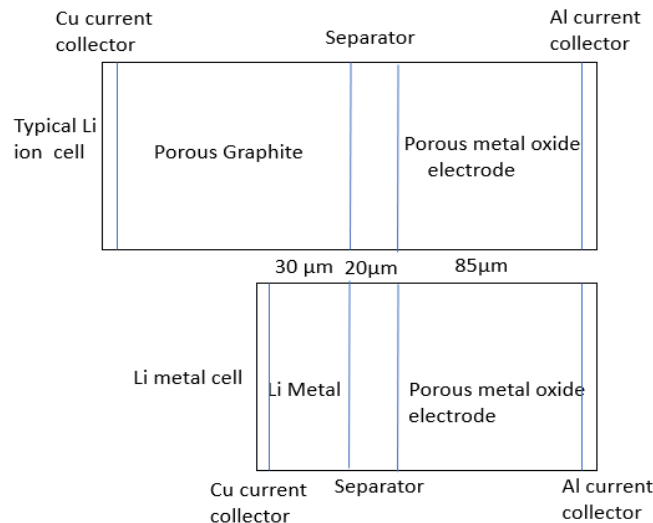 Cu current
collector
Separator
Al current
collector
Typical Li
ion cell
Porous Graphite
Porous metal oxide
electrode
30 μm
20μm
85μm
Li metal cell
Li Metal
Porous metal oxide
electrode
Cu current
collector
Separator
Al current
collector